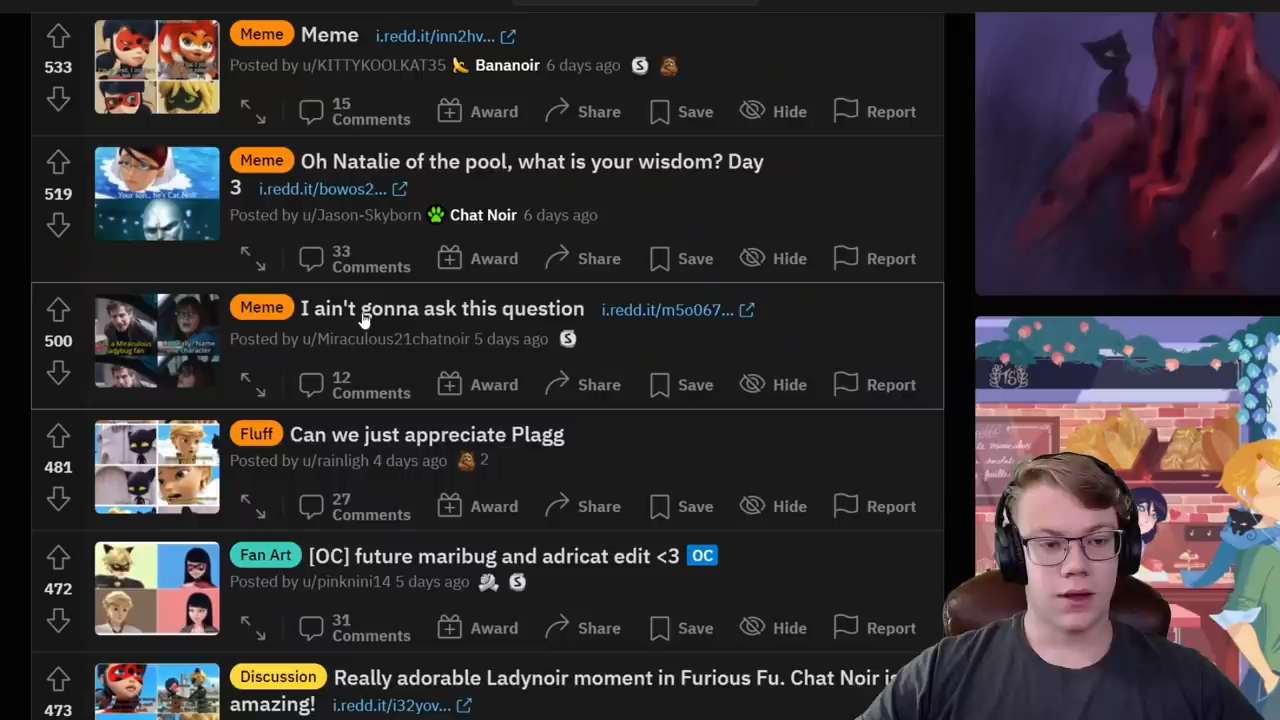 533
Meme Meme i.redd.it/inn2hv...
Posted by u/KITTYKOOLKAT35 Bananoir 6 days ago
15 Comments Award Share Save Hide Report
519
Meme Oh Natalie of the pool, what is your wisdom? Day
3 i.redd.it/bowos2...
Your son.. he's Cat Noir
Posted by u/Jason-Skyborn Chat Noir 6 days ago
33 Comments Award Share Save Hide Report
500
Meme I ain't gonna ask this question i.redd.it/m5o067...
Posted by u/Miraculous21chatnoir 5 days ago
12 Comments Award Share Save Hide Report
481
Fluff Can we just appreciate Plagg
Posted by u/rainligh 4 days ago 2
27 Comments Award Share Save Hide Report
472
Fan Art [OC] future maribug and adricat edit <3 OC
Posted by u/pinknini14 5 days ago
31 Comments Award Share Save Hide Report
473
Discussion Really adorable Ladynoir moment in Furious Fu. Chat Noir is
amazing! i.redd.it/i32yov...